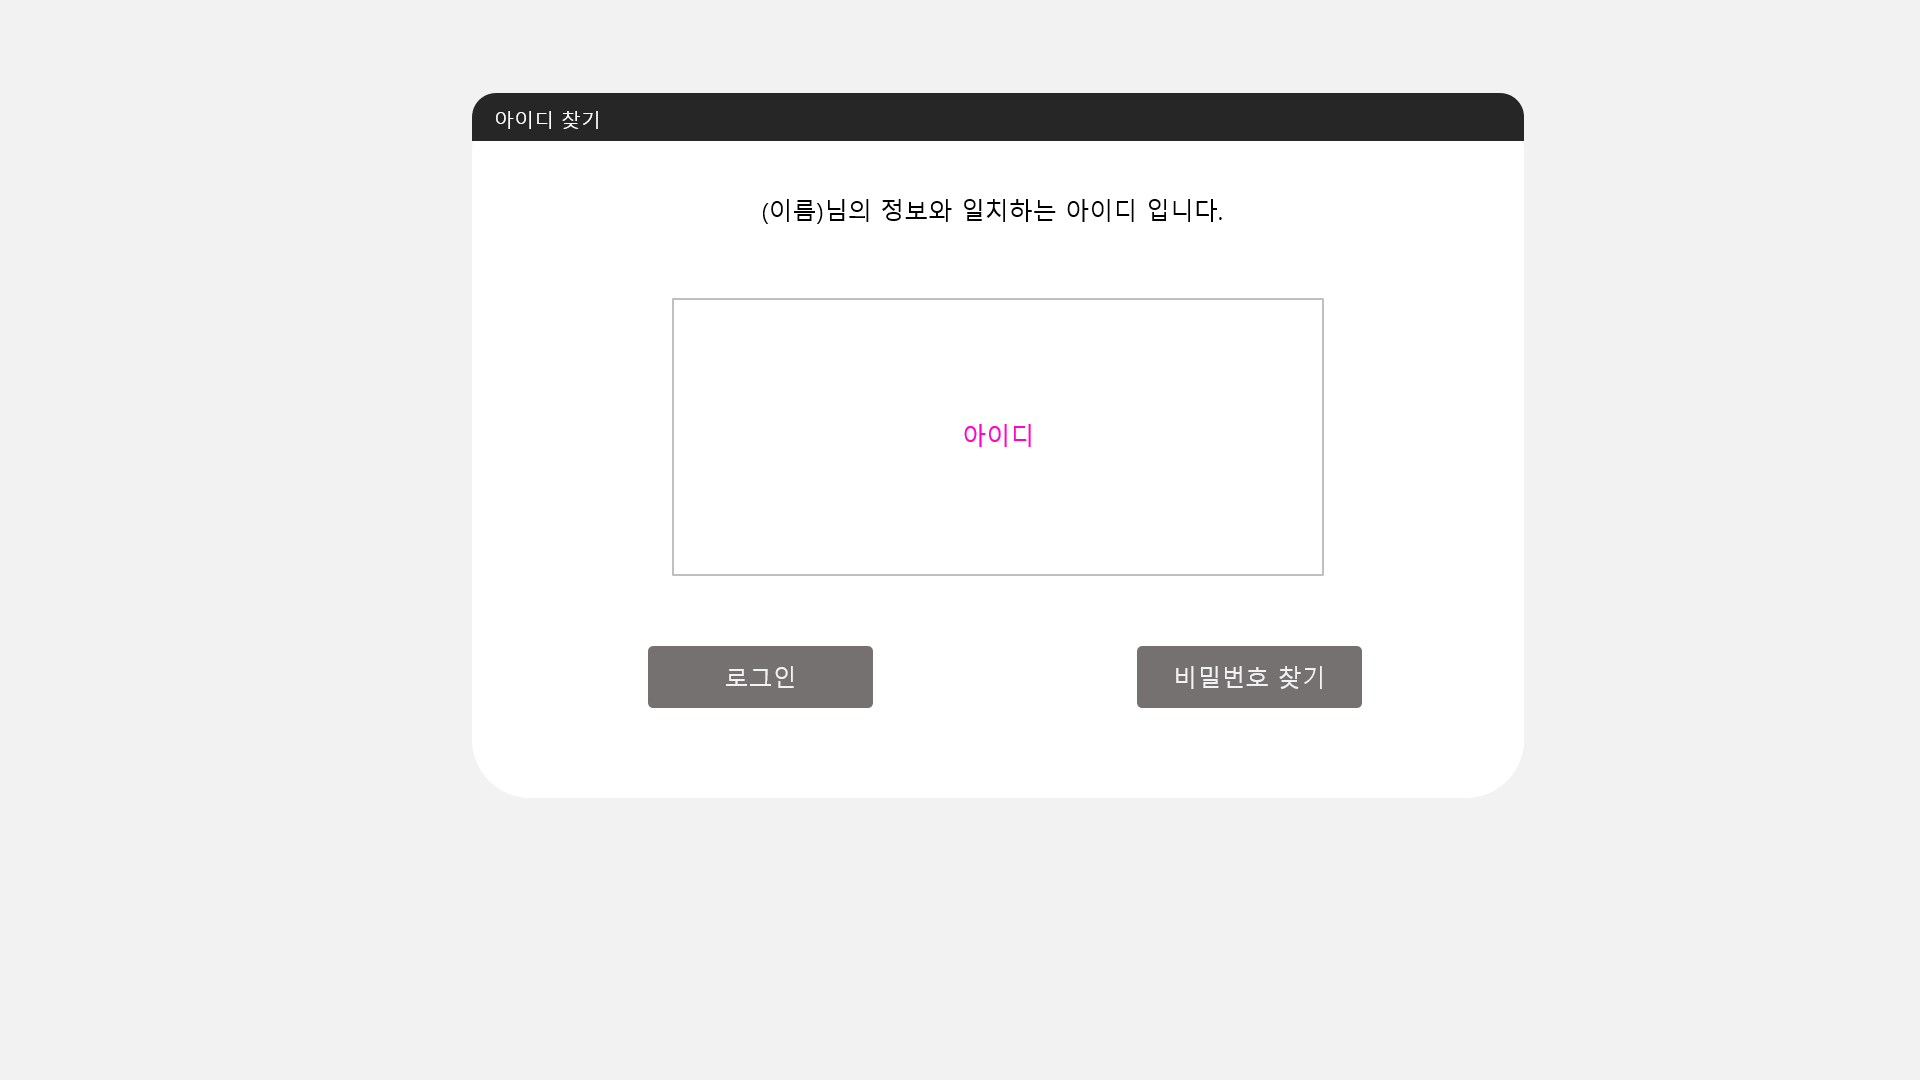 아이디 찾기
(이름)님의 정보와 일치하는 아이디 입니다.
아이디
로그인
비밀번호 찾기